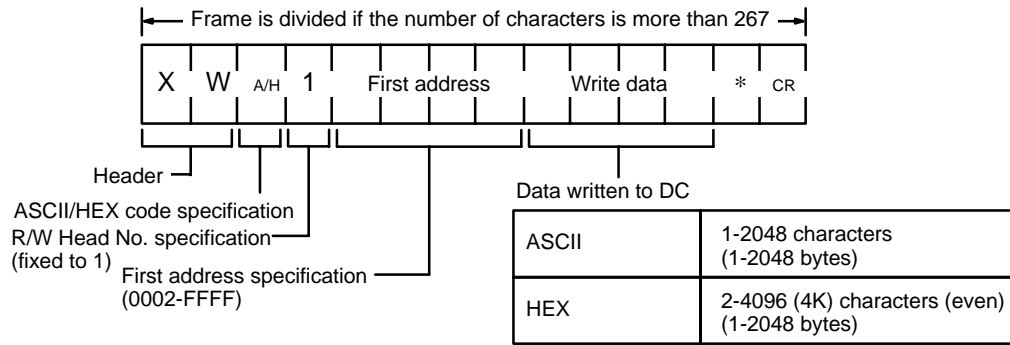 Frame is divided if the number of characters is more than 267
X W A/H 1 First address Write data * CR
Header
ASCII/HEX code specification
R/W Head No. specification
(fixed to 1)
First address specification
(0002-FFFF)
Data written to DC
ASCII 1-2048 characters
(1-2048 bytes)
HEX 2-4096 (4K) characters (even)
(1-2048 bytes)